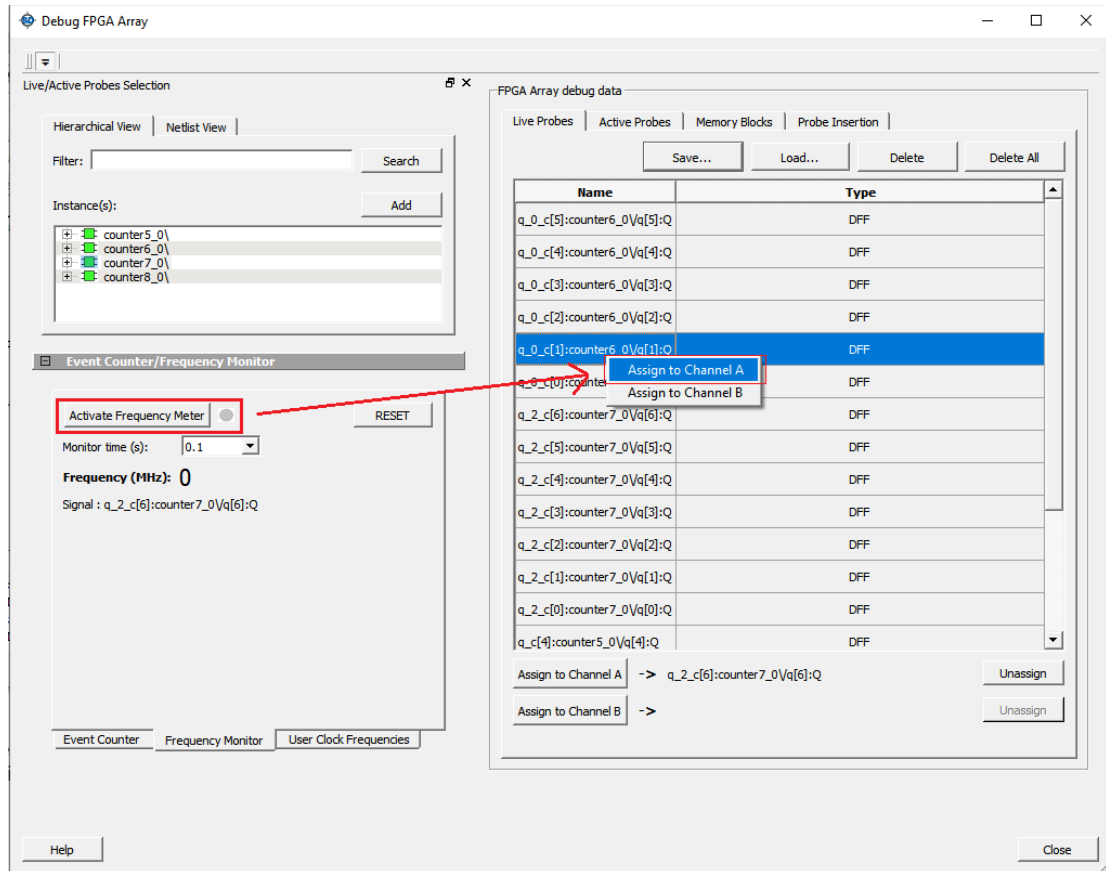 Debug FPGA Array
Live/Active Probes Selection
Hierarchical View
Netlist View
Filter:
Search
Instance(s):
Add
counter5_0\
counter6_0\
counter7_0\
counter8_0\
Event Counter/Frequency Monitor
Activate Frequency Meter
RESET
Monitor time (s):
0.1
Frequency (MHz): 0
Signal : q_2_c[6]:counter7_0\/q[6]:Q
Event Counter
Frequency Monitor
User Clock Frequencies
FPGA Array debug data
Live Probes
Active Probes
Memory Blocks
Probe Insertion
Save...
Load...
Delete
Delete All
Name
Type
q_0_c[5]:counter6_0\/q[5]:Q
DFF
q_0_c[4]:counter6_0\/q[4]:Q
DFF
q_0_c[3]:counter6_0\/q[3]:Q
DFF
q_0_c[2]:counter6_0\/q[2]:Q
DFF
q_0_c[1]:counter6_0\/q[1]:Q
DFF
Assign to Channel A
Assign to Channel B
q_0_c[0]:counte
DFF
q_2_c[6]:counter7_0\/q[6]:Q
DFF
q_2_c[5]:counter7_0\/q[5]:Q
DFF
q_2_c[4]:counter7_0\/q[4]:Q
DFF
q_2_c[3]:counter7_0\/q[3]:Q
DFF
q_2_c[2]:counter7_0\/q[2]:Q
DFF
q_2_c[1]:counter7_0\/q[1]:Q
DFF
q_2_c[0]:counter7_0\/q[0]:Q
DFF
q_c[4]:counter5_0\/q[4]:Q
DFF
Assign to Channel A -> q_2_c[6]:counter7_0\/q[6]:Q
Unassign
Assign to Channel B ->
Unassign
Help
Close